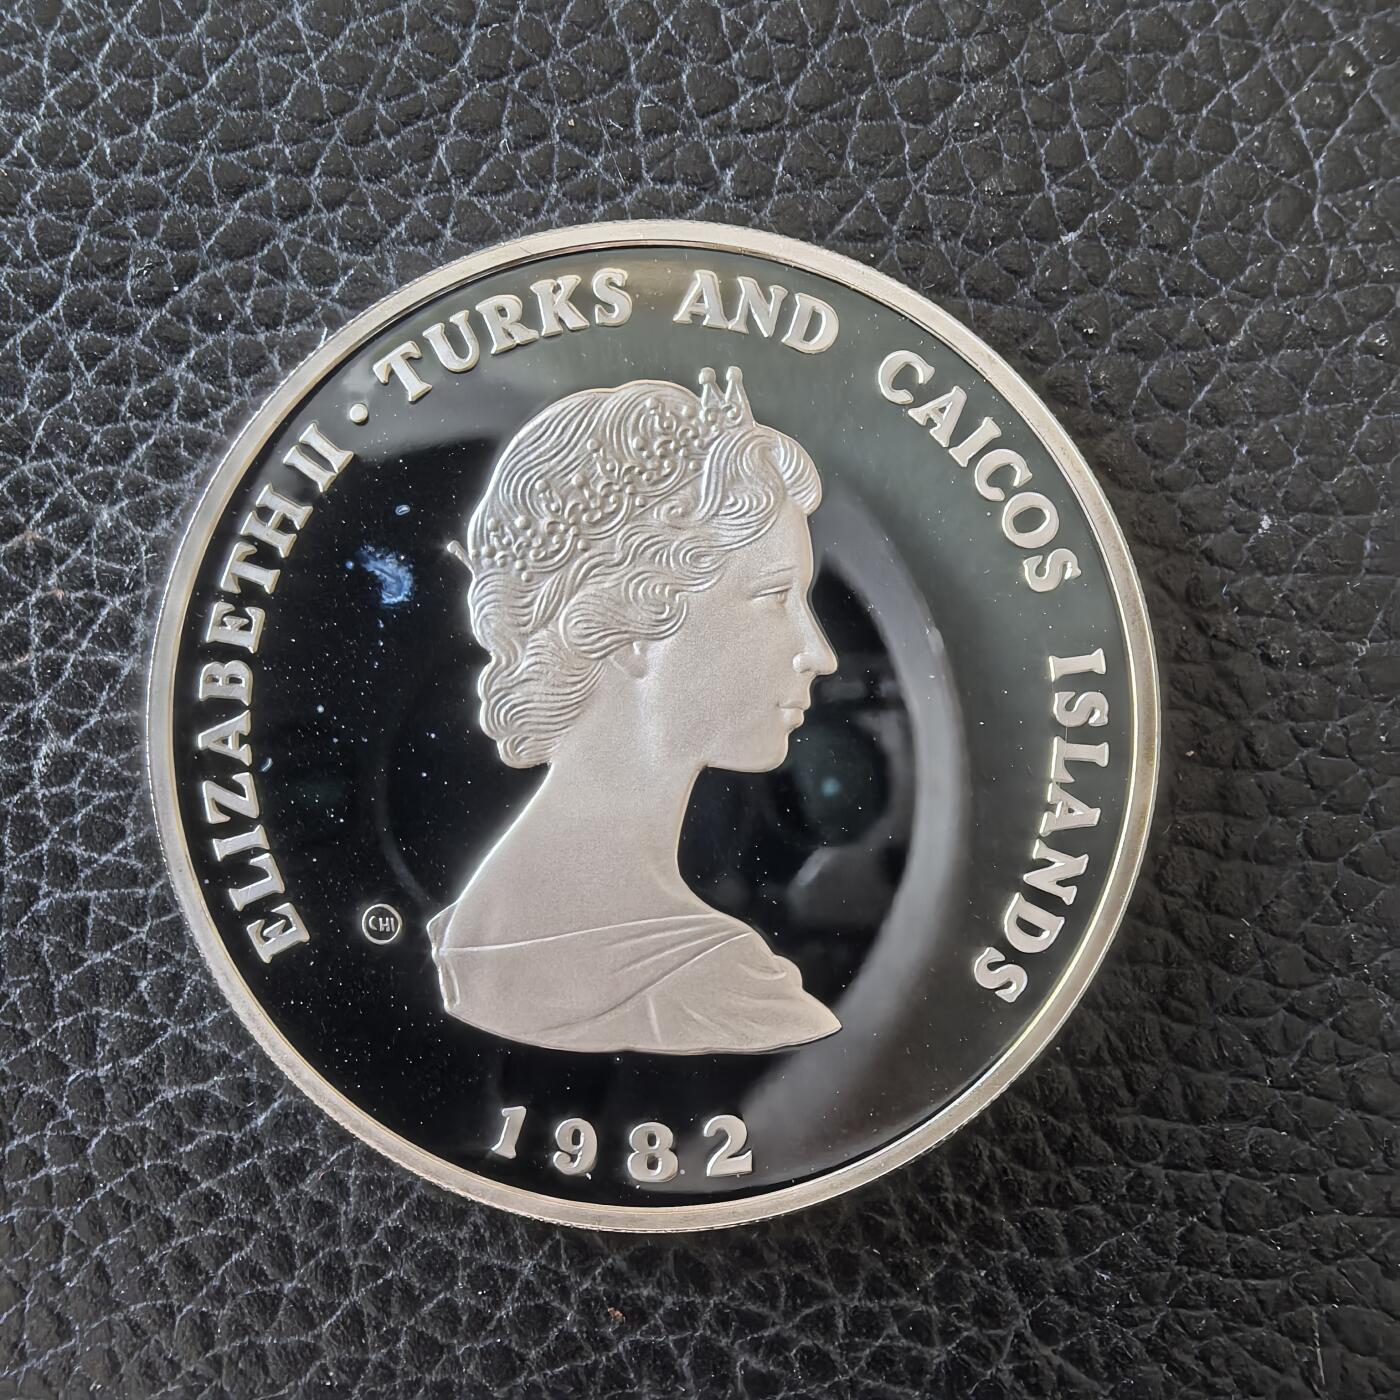 ELIZABETH II · TURKS AND CAICOS ISLANDS
CHI
1982